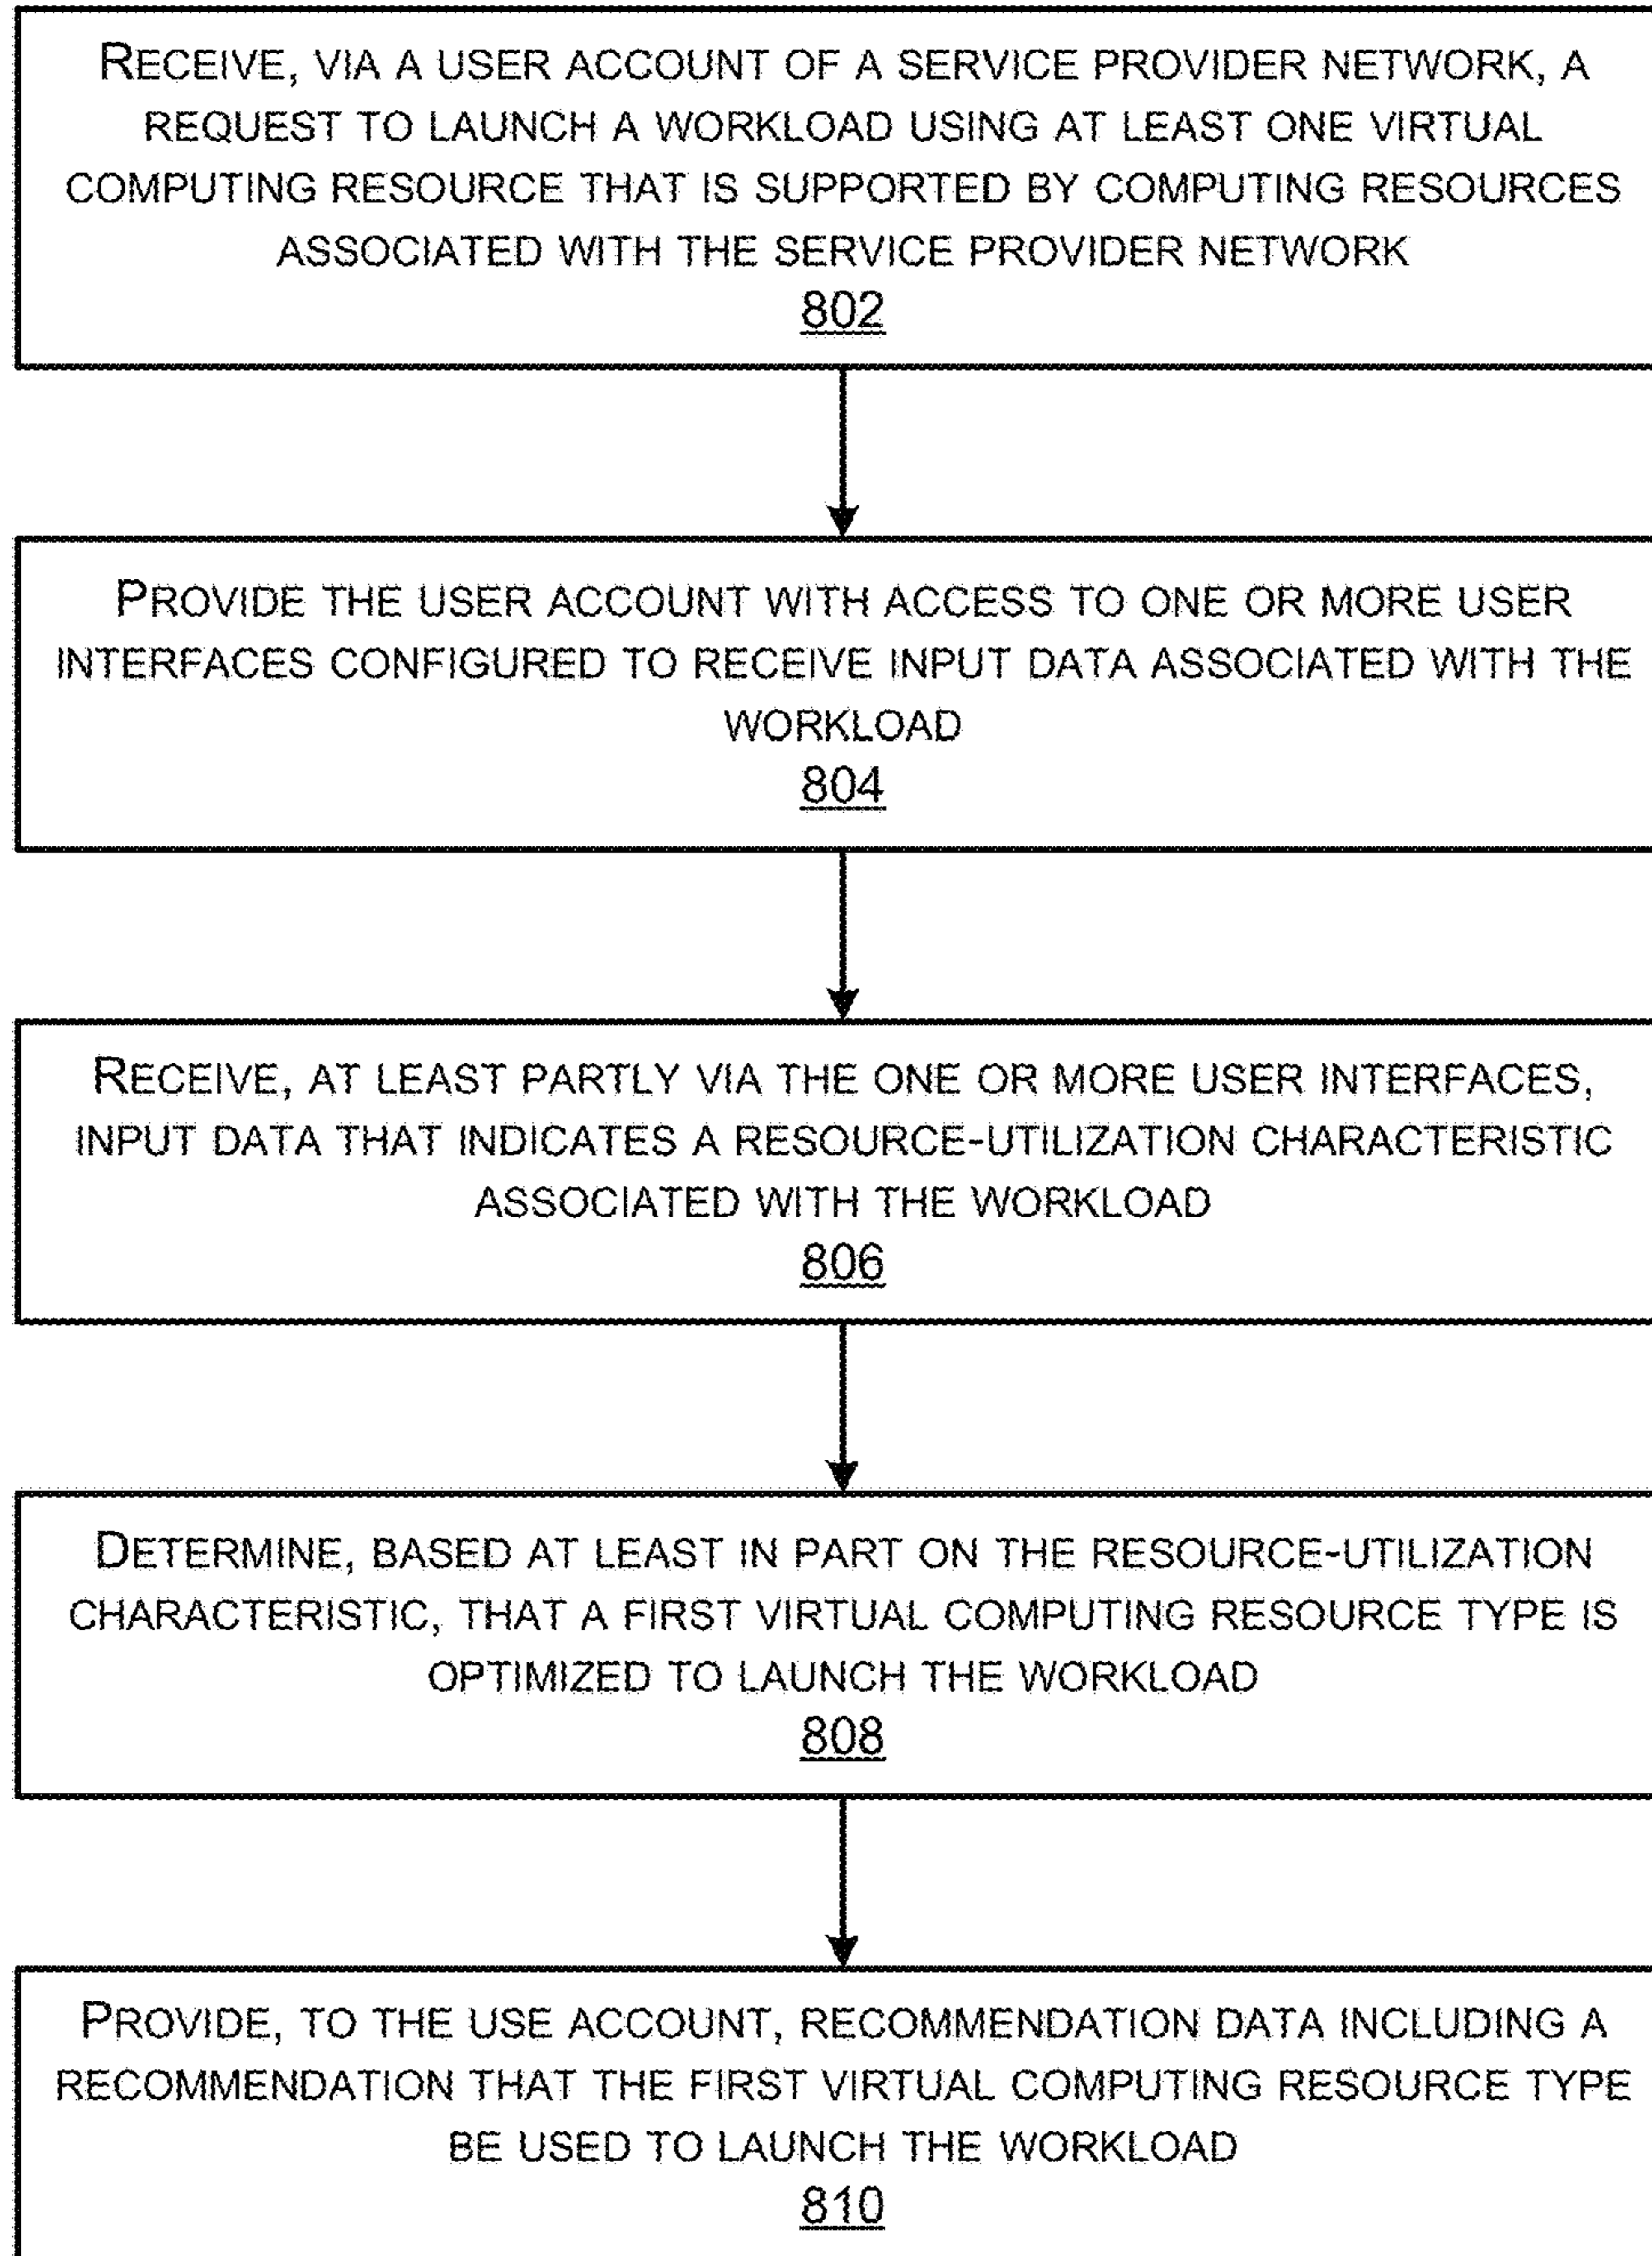 RECEIVE, VIA A USER ACCOUNT OF A SERVICE PROVIDER NETWORK, A
REQUEST TO LAUNCH A WORKLOAD USING AT LEAST ONE VIRTUAL
COMPUTING RESOURCE THAT IS SUPPORTED BY COMPUTING RESOURCES
ASSOCIATED WITH THE SERVICE PROVIDER NETWORK
802
PROVIDE THE USER ACCOUNT WITH ACCESS TO ONE OR MORE USER
INTERFACES CONFIGURED TO RECEIVE INPUT DATA ASSOCIATED WITH THE
WORKLOAD
804
RECEIVE, AT LEAST PARTLY VIA THE ONE OR MORE USER INTERFACES,
INPUT DATA THAT INDICATES A RESOURCE-UTILIZATION CHARACTERISTIC
ASSOCIATED WITH THE WORKLOAD
806
DETERMINE, BASED AT LEAST IN PART ON THE RESOURCE-UTILIZATION
CHARACTERISTIC, THAT A FIRST VIRTUAL COMPUTING RESOURCE TYPE IS
OPTIMIZED TO LAUNCH THE WORKLOAD
808
PROVIDE, TO THE USE ACCOUNT, RECOMMENDATION DATA INCLUDING A
RECOMMENDATION THAT THE FIRST VIRTUAL COMPUTING RESOURCE TYPE
BE USED TO LAUNCH THE WORKLOAD
810